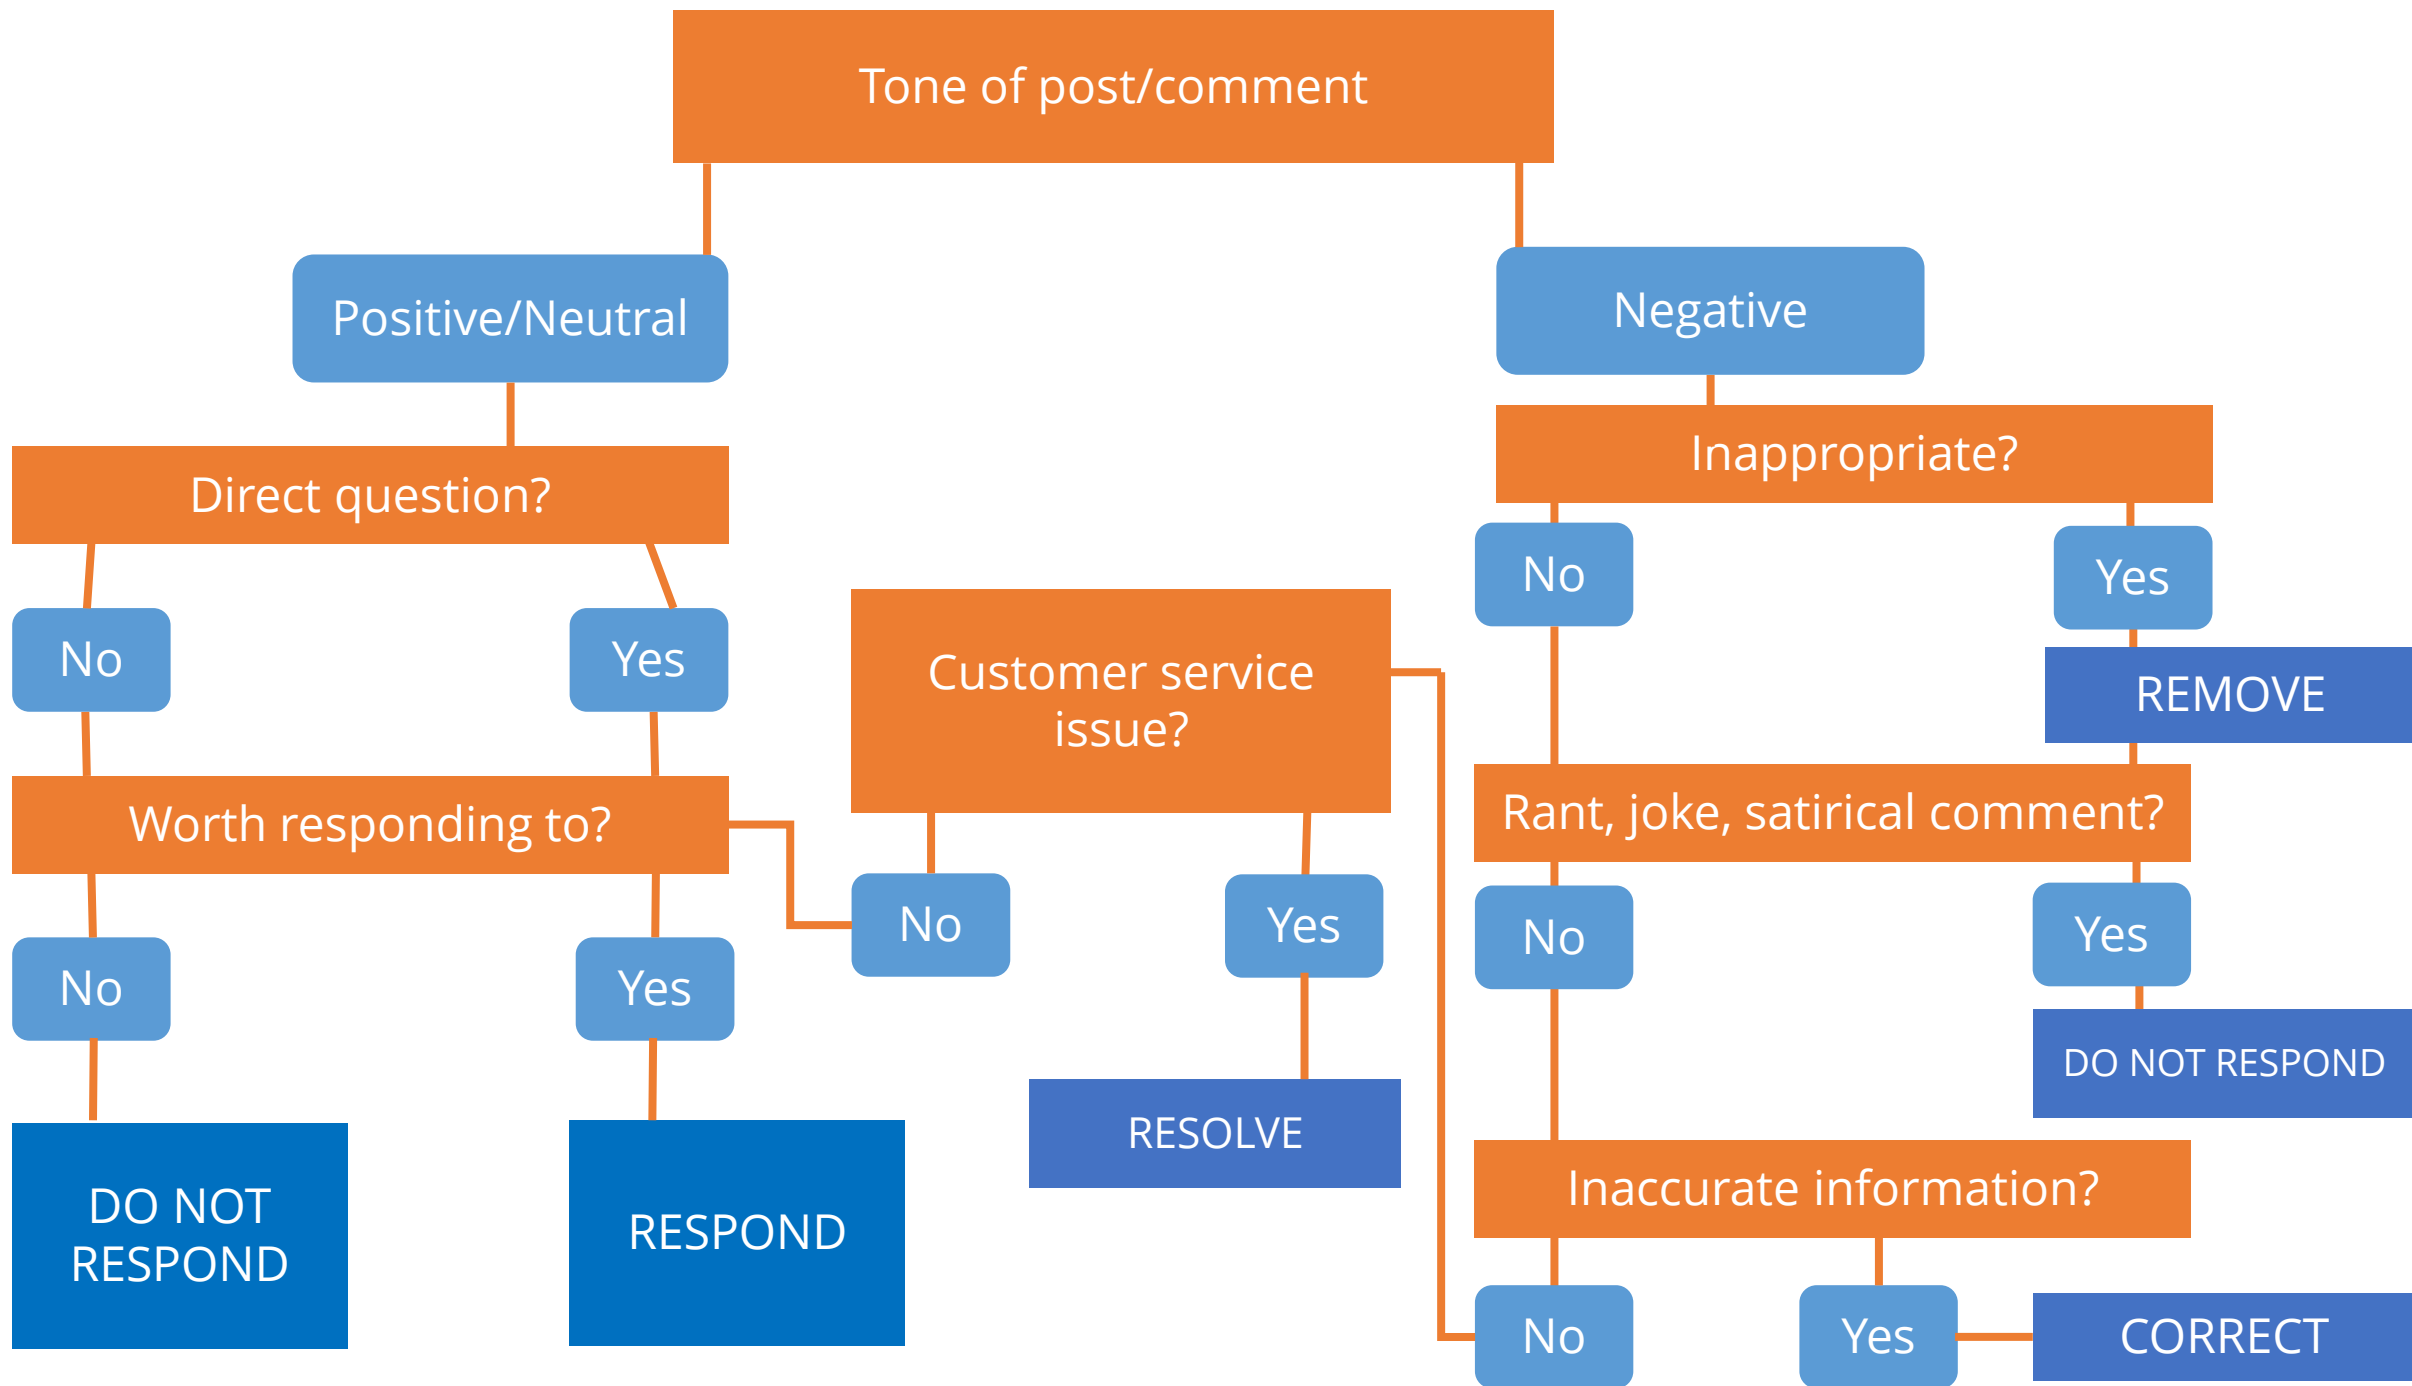 Tone of post/comment
Positive/Neutral
Negative
Inappropriate?
Direct question?
No
Yes
No
Yes
Customer service
issue?
REMOVE
Worth responding to?
Rant, joke, satirical comment?
No
Yes
No
Yes
No
Yes
DO NOT RESPOND
RESOLVE
DO NOT
RESPOND
RESPOND
Inaccurate information?
No
Yes
CORRECT